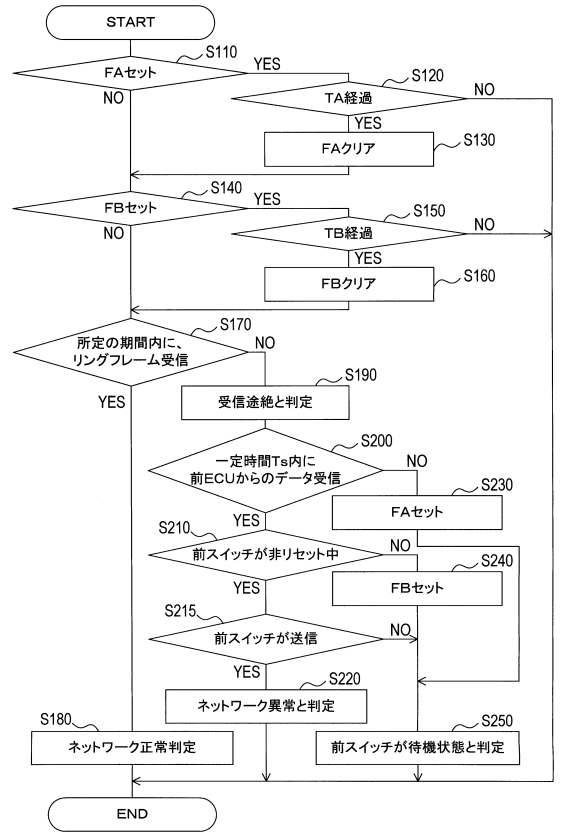 START
S110
FAセット
YES
NO
S120
TA経過
NO
YES
S130
FAクリア
S140
FBセット
YES
NO
S150
TB経過
NO
YES
S160
FBクリア
S170
所定の期間内に、
リングフレーム受信
NO
YES
S190
受信途絶と判定
S200
一定時間Ts内に
前ECUからのデータ受信
NO
YES
S230
FAセット
S210
前スイッチが非リセット中
NO
YES
S240
FBセット
S215
前スイッチが送信
NO
YES
S220
ネットワーク異常と判定
S180
ネットワーク正常判定
S250
前スイッチが待機状態と判定
END